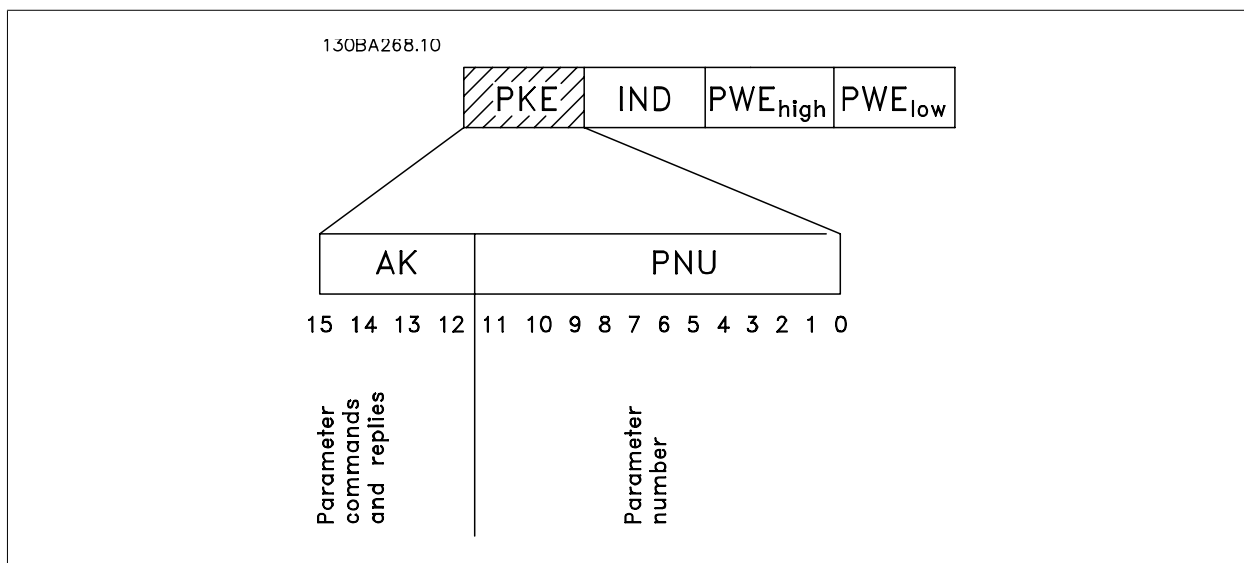 130BA268.10
PKE IND PWEhigh PWElow
AK PNU
15 14 13 12 11 10 9 8 7 6 5 4 3 2 1 0
Parameter
commands
and replies
Parameter
number